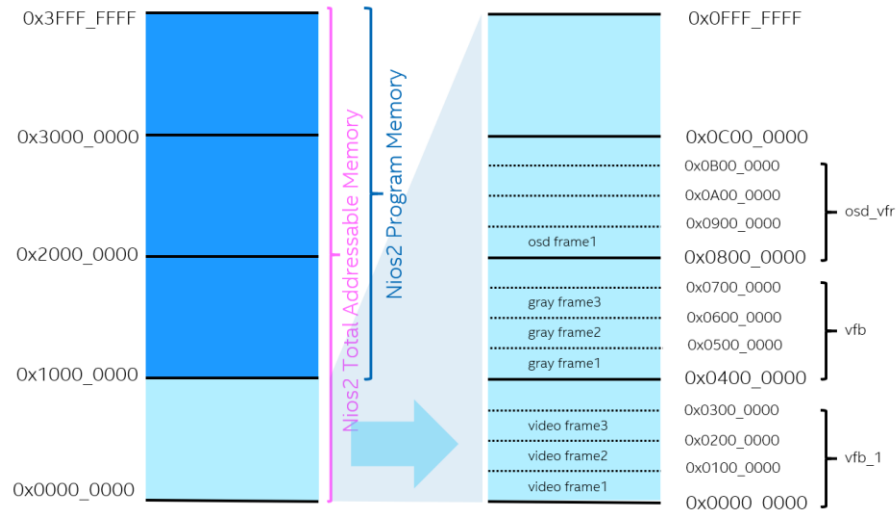 0x3FFF_FFFF
0x3000_0000
0x2000_0000
0x1000_0000
0x0000_0000
Nios2 Total Addressable Memory
Nios2 Program Memory
0x0FFF_FFFF
0x0C00_0000
0x0B00_0000
0x0A00_0000
0x0900_0000
osd frame1
0x0800_0000
osd_vfr
0x0700_0000
gray frame3
0x0600_0000
gray frame2
0x0500_0000
gray frame1
0x0400_0000
vfb
0x0300_0000
video frame3
0x0200_0000
video frame2
0x0100_0000
video frame1
0x0000_0000
vfb_1